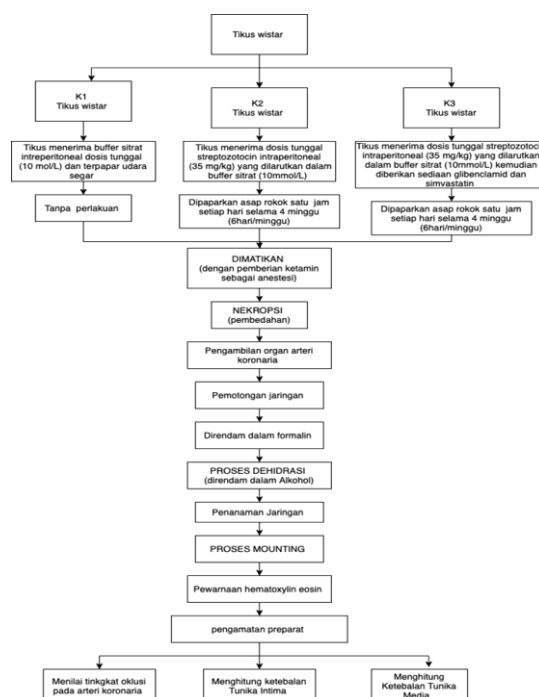 Tikus wistar
K1
Tikus wistar
K2
Tikus wistar
K3
Tikus wistar
Tikus menerima buffer sitrat
intreperitoneal dosis tunggal
(10 mol/L) dan terpapar udara
segar
Tikus menerima dosis tunggal
streptozotocin intraperitoneal
(35 mg/kg) yang dilarutkan dalam
buffer sitrat (10mmol/L)
Tikus menerima dosis tunggal streptozotocin
intraperitoneal (35 mg/kg) yang dilarutkan
dalam buffer sitrat (10mmol/L) kemudian
diberikan sediaan glibenclamid dan
simvastatin
Tanpa perlakuan
Dipaparkan asap rokok satu jam
setiap hari selama 4 minggu
(6hari/minggu)
Dipaparkan asap rokok satu jam
setiap hari selama 4 minggu
(6hari/minggu)
DIMATIKAN
(dengan pemberian ketamin
sebagai anestesi)
NEKROPSI
(pembedahan)
Pengambilan organ arteri
koronaria
Pemotongan jaringan
Direndam dalam formalin
PROSES DEHIDRASI
(direndam dalam Alkohol)
Penanaman Jaringan
PROSES MOUNTING
Pewarnaan hematoxylin eosin
pengamatan preparat
Menilai tinkgkat oklusi
pada arteri koronaria
Menghitung ketebalan
Tunika Intima
Menghitung
Ketebalan Tunika
Media